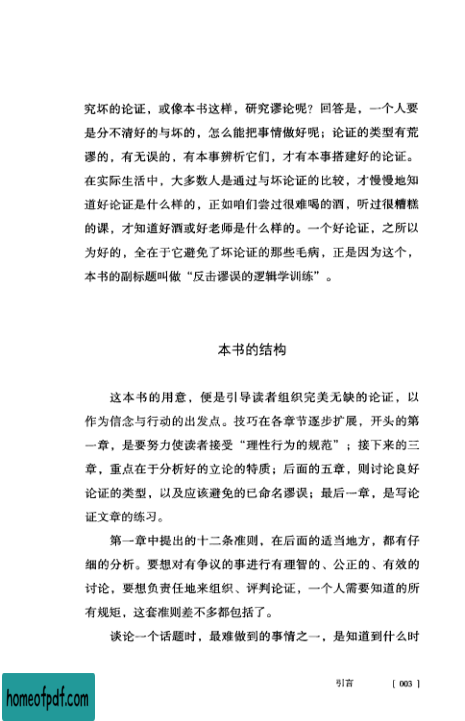 究坏的论证，或像本书这样，研究谬论呢？回答是，一个人要
是分不清好的与坏的，怎么能把事情做好呢；论证的类型有荒
谬的，有无误的，有本事辨析它们，才有本事搭建好的论证。
在实际生活中，大多数人是通过与坏论证的比较，才慢慢地知
道好论证是什么样的，正如咱们尝过很难喝的酒，听过很糟糕
的课，才知道好酒或好老师是什么样的。一个好论证，之所以
为好的，全在于它避免了坏论证的那些毛病，正是因为这个，
本书的副标题叫做“反击谬误的逻辑学训练”。
本书的结构
这本书的用意，便是引导读者组织完美无缺的论证，以
作为信念与行动的出发点。技巧在各章节逐步扩展，开头的第
一章，是要努力使读者接受“理性行为的规范”；接下来的三
章，重点在于分析好的立论的特质；后面的五章，则讨论良好
论证的类型，以及应该避免的已命名谬误；最后一章，是写论
证文章的练习。
第一章中提出的十二条准则，在后面的适当地方，都有仔
细的分析。要想对有争议的事进行有理智的、公正的、有效的
讨论，要想负责任地来组织、评判论证，一个人需要知道的所
有规矩，这套准则差不多都包括了。
谈论一个话题时，最难做到的事情之一，是知道到什么时
引言 [ 003 ]
homeofpdf.com